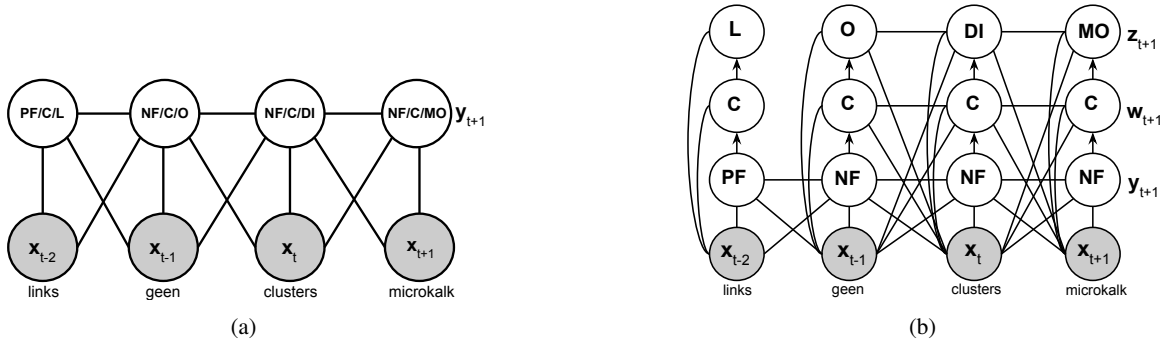 PF/C/L NF/C/O NF/C/DI NF/C/MO y t+1
x t-2 x t-1 x t x t+1
links geen clusters microkalk
(a)
L O DI MO z t+1
C C C C w t+1
PF NF NF NF y t+1
x t-2 x t-1 x t x t+1
links geen clusters microkalk
(b)